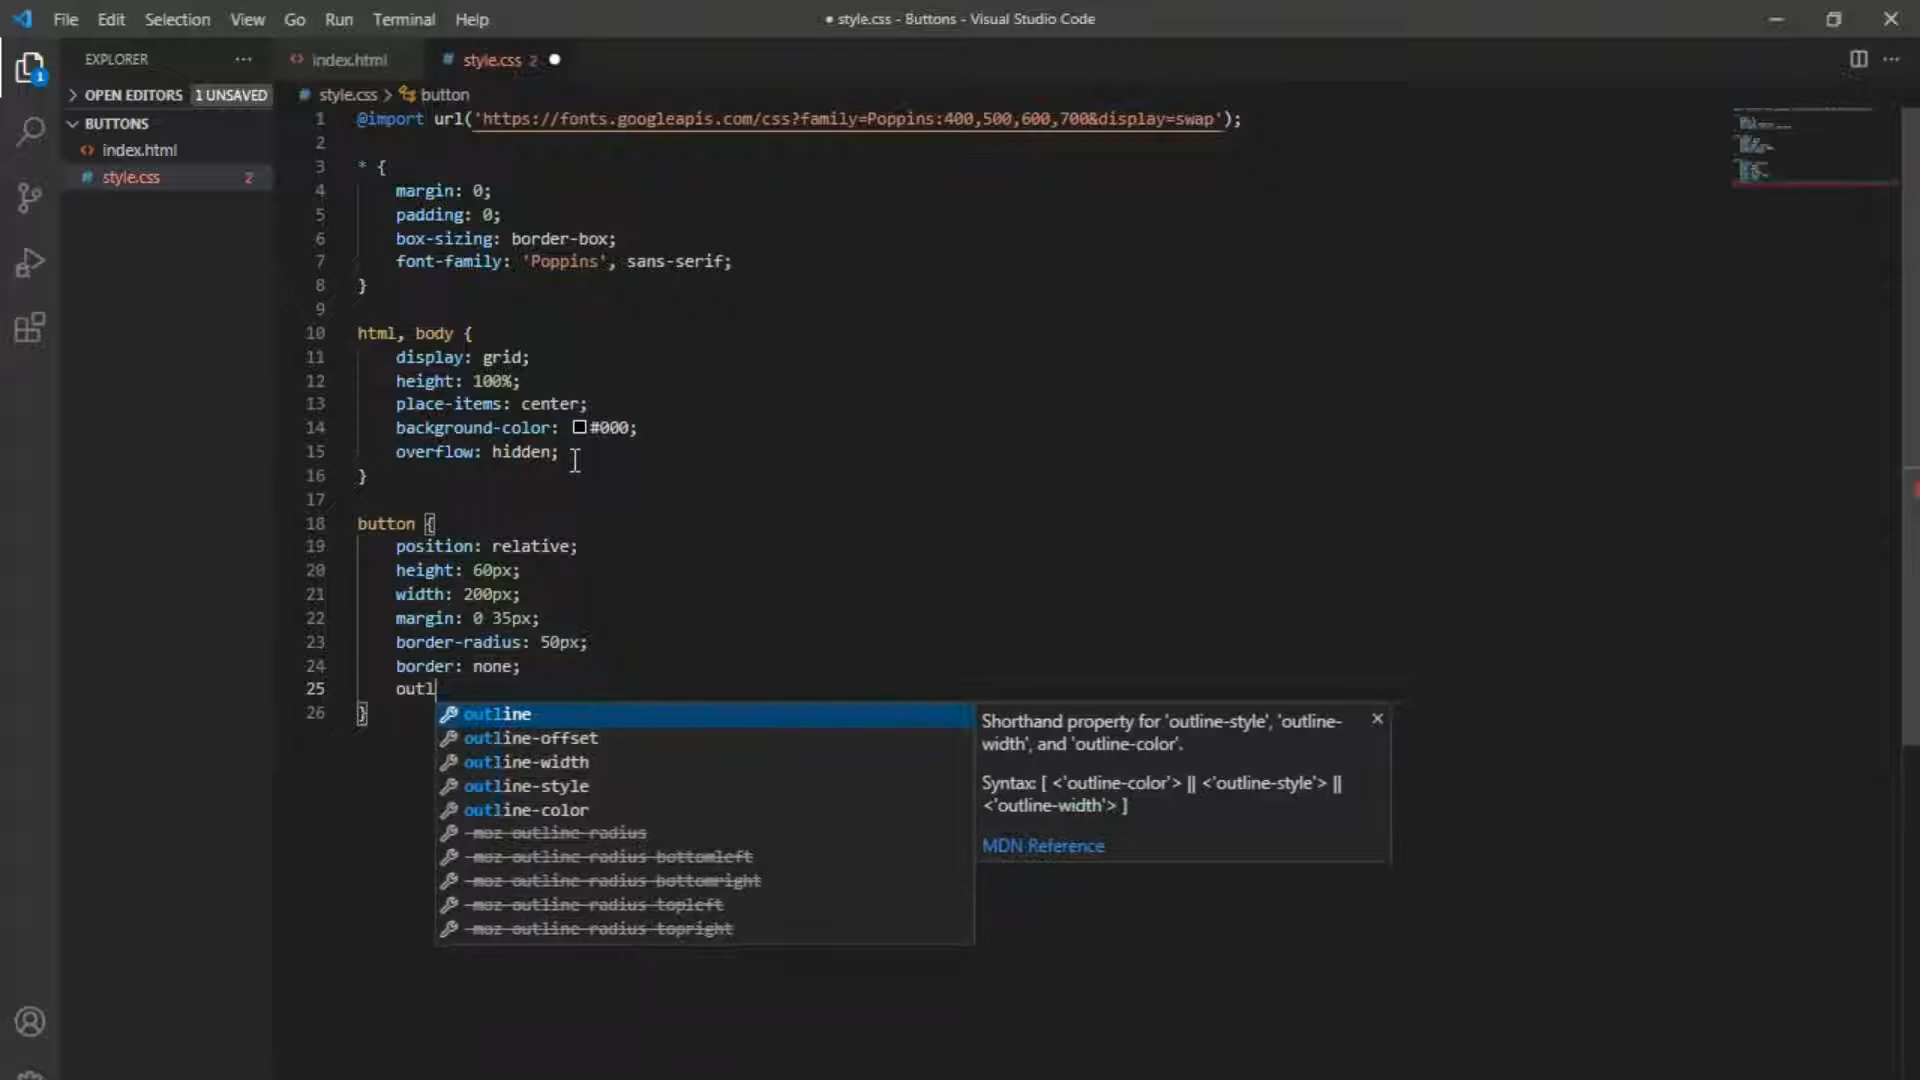 File Edit Selection View Go Run Terminal Help
● style.css - Buttons - Visual Studio Code
EXPLORER
index.html
style.css 2
OPEN EDITORS 1 UNSAVED
BUTTONS
index.html
style.css 2
1
style.css > button
1 @import url('https://fonts.googleapis.com/css?family=Poppins:400,500,600,700&display=swap');
2
3 * {
4 margin: 0;
5 padding: 0;
6 box-sizing: border-box;
7 font-family: 'Poppins', sans-serif;
8 }
9
10 html, body {
11 display: grid;
12 height: 100%;
13 place-items: center;
14 background-color: #000;
15 overflow: hidden;
16 }
17
18 button {
19 position: relative;
20 height: 60px;
21 width: 200px;
22 margin: 0 35px;
23 border-radius: 50px;
24 border: none;
25 outl
26 }
outline
outline-offset
outline-width
outline-style
outline-color
-moz-outline-radius
-moz-outline-radius-bottomleft
-moz-outline-radius-bottomright
-moz-outline-radius-topleft
-moz-outline-radius-topright
Shorthand property for 'outline-style', 'outline-
width', and 'outline-color'.
Syntax: [ <'outline-color'> || <'outline-style'> ||
<'outline-width'> ]
MDN Reference